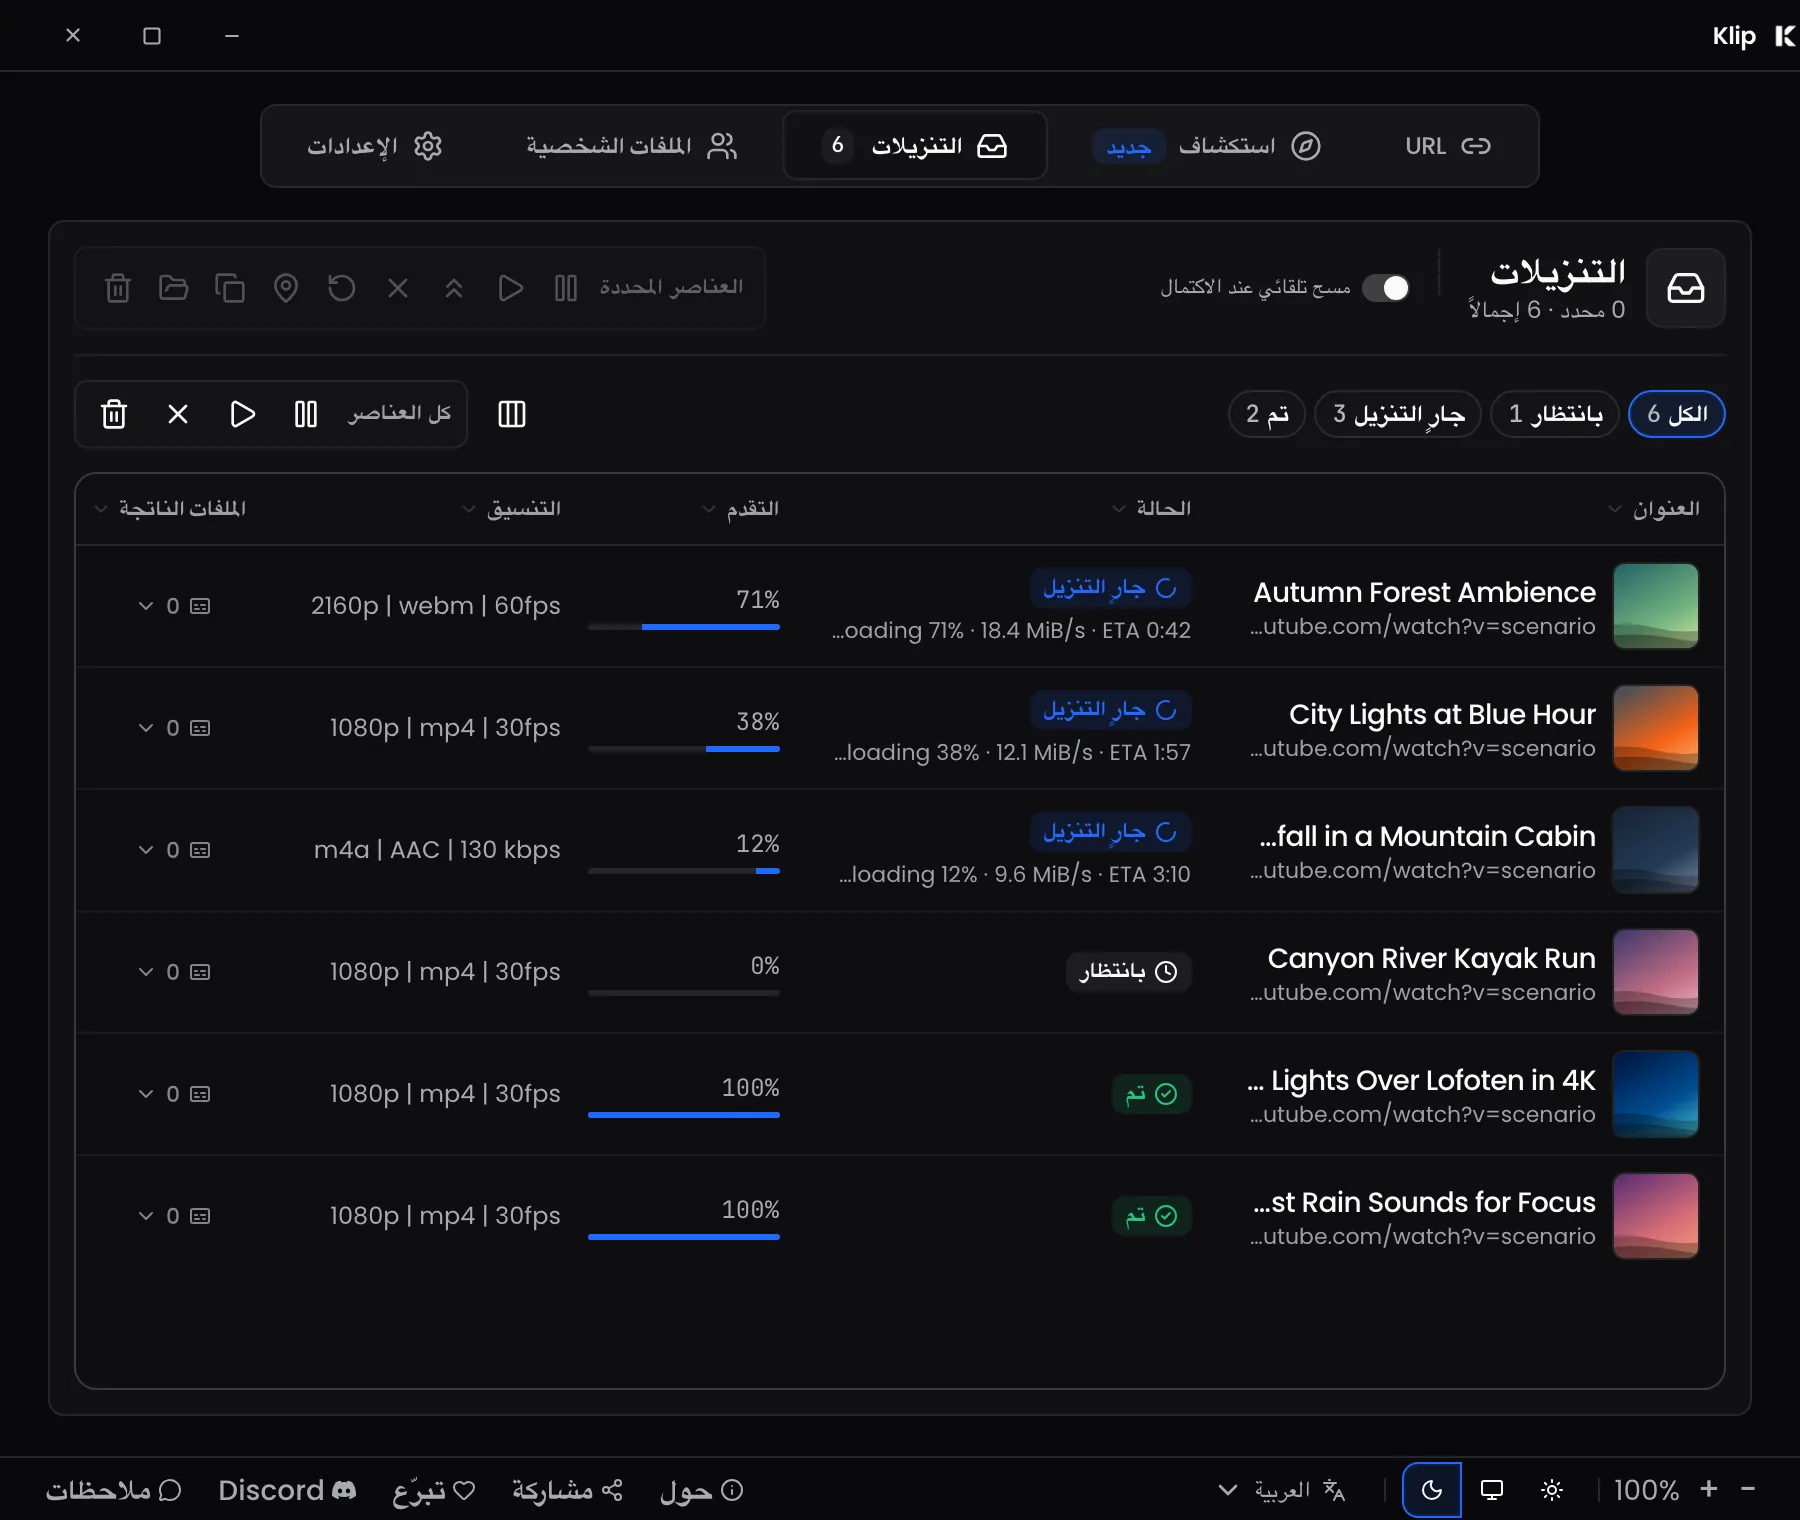 Klip
URL
استكشاف جديد
التنزيلات 6
الملفات الشخصية
الإعدادات
التنزيلات
0 محدد · 6 إجمالاً
مسح تلقائي عند الاكتمال
العناصر المحددة
الكل 6
بانتظار 1
جارٍ التنزيل 3
تم 2
كل العناصر
العنوان
الحالة
التقدم
التنسيق
الملفات الناتجة
Autumn Forest Ambience
...utube.com/watch?v=scenario
جارٍ التنزيل
...oading 71% · 18.4 MiB/s · ETA 0:42
71%
2160p | webm | 60fps
0
City Lights at Blue Hour
...utube.com/watch?v=scenario
جارٍ التنزيل
...loading 38% · 12.1 MiB/s · ETA 1:57
38%
1080p | mp4 | 30fps
0
...fall in a Mountain Cabin
...utube.com/watch?v=scenario
جارٍ التنزيل
...loading 12% · 9.6 MiB/s · ETA 3:10
12%
m4a | AAC | 130 kbps
0
Canyon River Kayak Run
...utube.com/watch?v=scenario
بانتظار
0%
1080p | mp4 | 30fps
0
... Lights Over Lofoten in 4K
...utube.com/watch?v=scenario
تم
100%
1080p | mp4 | 30fps
0
...st Rain Sounds for Focus
...utube.com/watch?v=scenario
تم
100%
1080p | mp4 | 30fps
0
100%
العربية
حول
مشاركة
تبرّع
Discord
ملاحظات